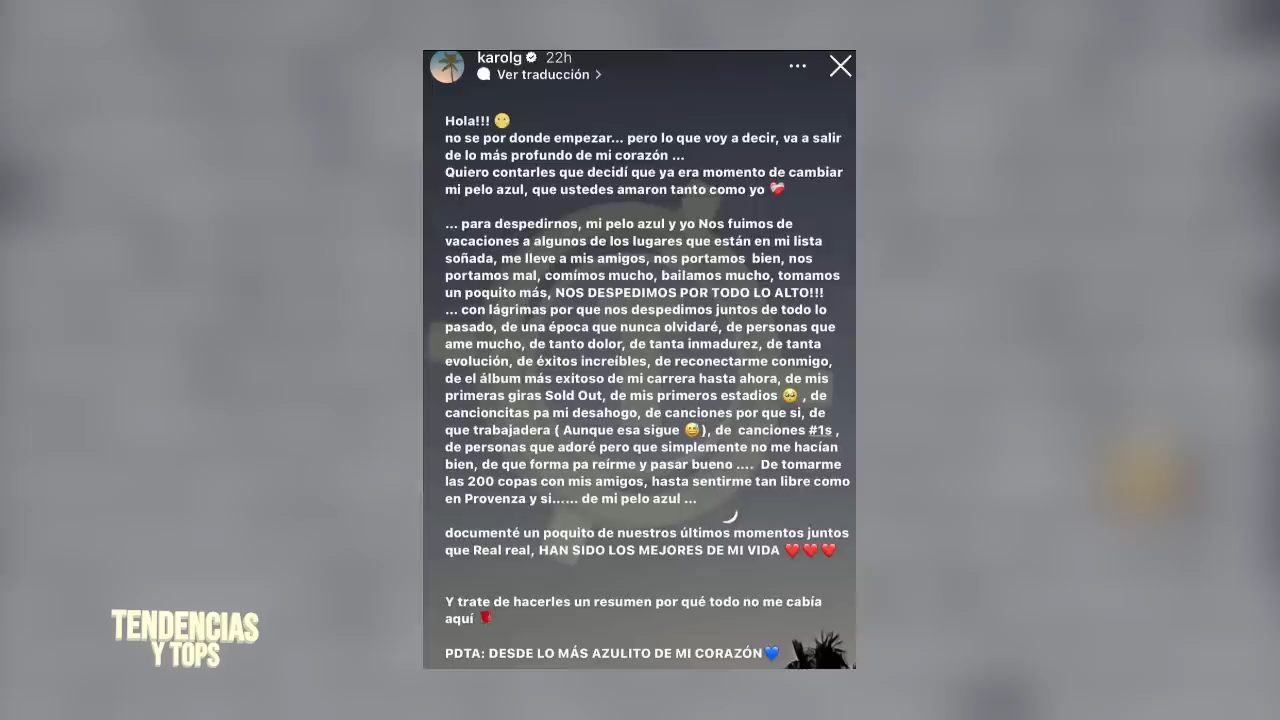 karolg 22h
Ver traducción >
Hola!!! 😶
no se por donde empezar... pero lo que voy a decir, va a salir
de lo más profundo de mi corazón ...
Quiero contarles que decidí que ya era momento de cambiar
mi pelo azul, que ustedes amaron tanto como yo ❤️‍🩹
... para despedirnos, mi pelo azul y yo Nos fuimos de
vacaciones a algunos de los lugares que están en mi lista
soñada, me lleve a mis amigos, nos portamos bien, nos
portamos mal, comímos mucho, bailamos mucho, tomamos
un poquito más, NOS DESPEDIMOS POR TODO LO ALTO!!!
... con lágrimas por que nos despedimos juntos de todo lo
pasado, de una época que nunca olvidaré, de personas que
ame mucho, de tanto dolor, de tanta inmadurez, de tanta
evolución, de éxitos increíbles, de reconectarme conmigo,
de el álbum más exitoso de mi carrera hasta ahora, de mis
primeras giras Sold Out, de mis primeros estadios 🥺 , de
cancioncitas pa mi desahogo, de canciones por que si, de
que trabajadera ( Aunque esa sigue 😅), de canciones #1s ,
de personas que adoré pero que simplemente no me hacían
bien, de que forma pa reírme y pasar bueno .... De tomarme
las 200 copas con mis amigos, hasta sentirme tan libre como
en Provenza y si...... de mi pelo azul ...
documenté un poquito de nuestros últimos momentos juntos
que Real real, HAN SIDO LOS MEJORES DE MI VIDA ❤️❤️❤️
Y trate de hacerles un resumen por qué todo no me cabía
aquí 🌹
PDTA: DESDE LO MÁS AZULITO DE MI CORAZÓN💙
TENDENCIAS
Y TOPS